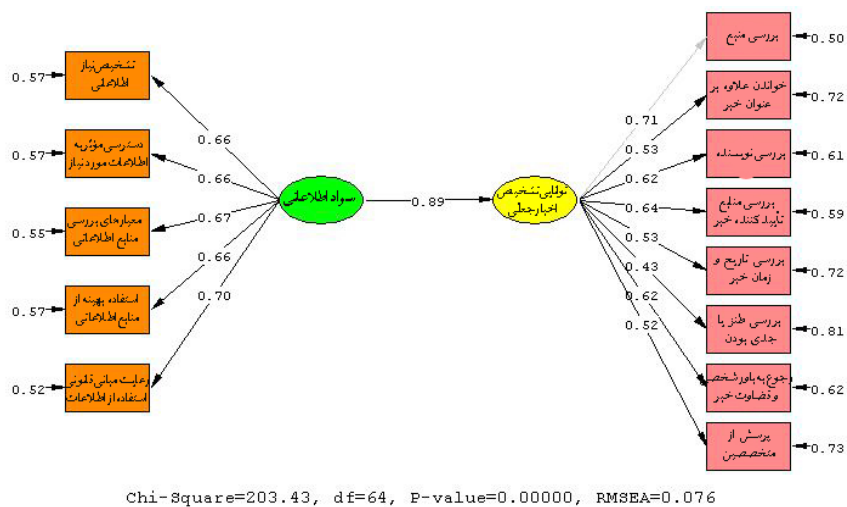 تشخیص نیاز
اطلاعاتی
0.57
دسترسی مؤثر به
اطلاعات مورد نیاز
0.57
معیارهای بررسی
منابع اطلاعاتی
0.55
استفاده بهینه از
منابع اطلاعاتی
0.57
رعایت مبانی قانونی
استفاده از اطلاعات
0.52
0.66
0.66
0.67
0.66
0.70
سواد اطلاعاتی
0.89
توانایی تشخیص
اخبار جعلی
0.71
0.53
0.62
0.64
0.53
0.43
0.62
0.52
بررسی منبع
0.50
خواندن علاوه بر
عنوان خبر
0.72
بررسی نویسنده
0.61
بررسی منابع
تأیید کننده خبر
0.59
بررسی تاریخ و
زمان خبر
0.72
بررسی طنز یا
جدی بودن
0.81
رجوع به باور شخصی
و قضاوت خبر
0.62
پرسش از
متخصصین
0.73
Chi-Square=203.43, df=64, P-value=0.00000, RMSEA=0.076